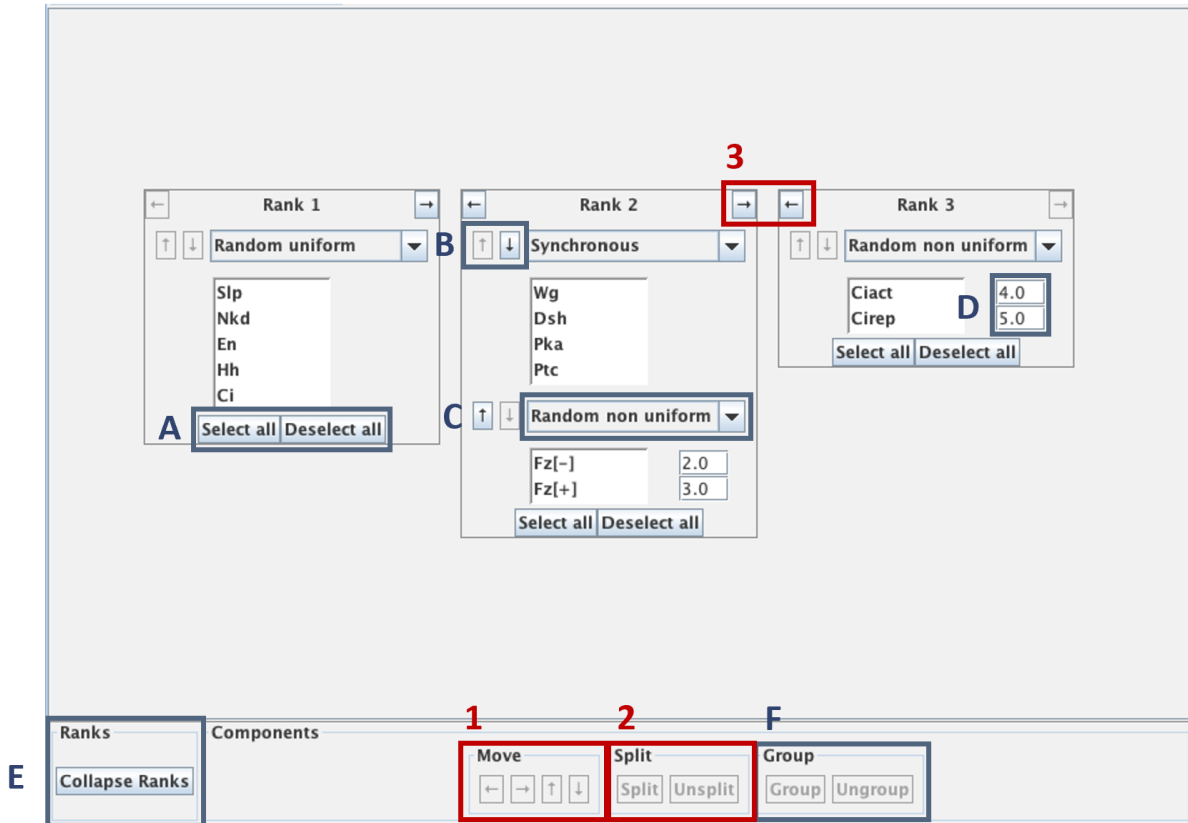 3
← Rank 1 →
← Rank 2 →
← Rank 3 →
↑ ↓ Random uniform
B ↑ ↓ Synchronous
↑ ↓ Random non uniform
Slp
Nkd
En
Hh
Ci
A Select all Deselect all
Wg
Dsh
Pka
Ptc
C ↑ ↓ Random non uniform
Fz[-] 2.0
Fz[+] 3.0
Select all Deselect all
Ciact 4.0
D
Cirep 5.0
Select all Deselect all
E
Ranks
Collapse Ranks
Components
1
Move
← → ↑ ↓
2
Split
Split Unsplit
F
Group
Group Ungroup